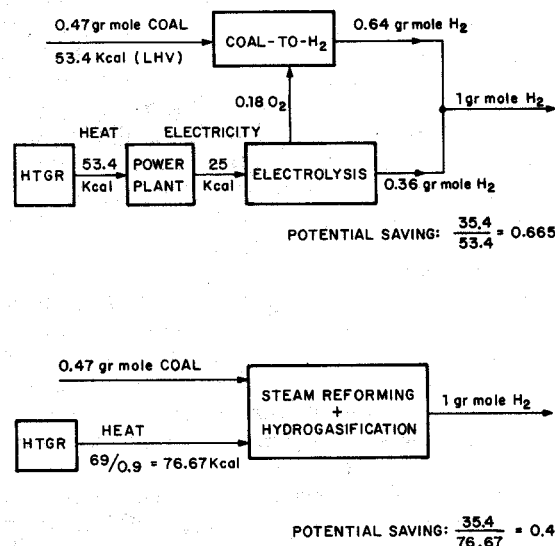 0.47 gr mole COAL
53.4 Kcal (LHV)
COAL-TO-H₂
0.64 gr mole H₂
0.18 O₂
1 gr mole H₂
HEAT
ELECTRICITY
HTGR
53.4
Kcal
POWER
PLANT
25
Kcal
ELECTROLYSIS
0.36 gr mole H₂
POTENTIAL SAVING: 35.4/53.4 = 0.665
0.47 gr mole COAL
STEAM REFORMING
+
HYDROGASIFICATION
1 gr mole H₂
HTGR
HEAT
69/0.9 = 76.67 Kcal
POTENTIAL SAVING: 35.4/76.67 = 0.4